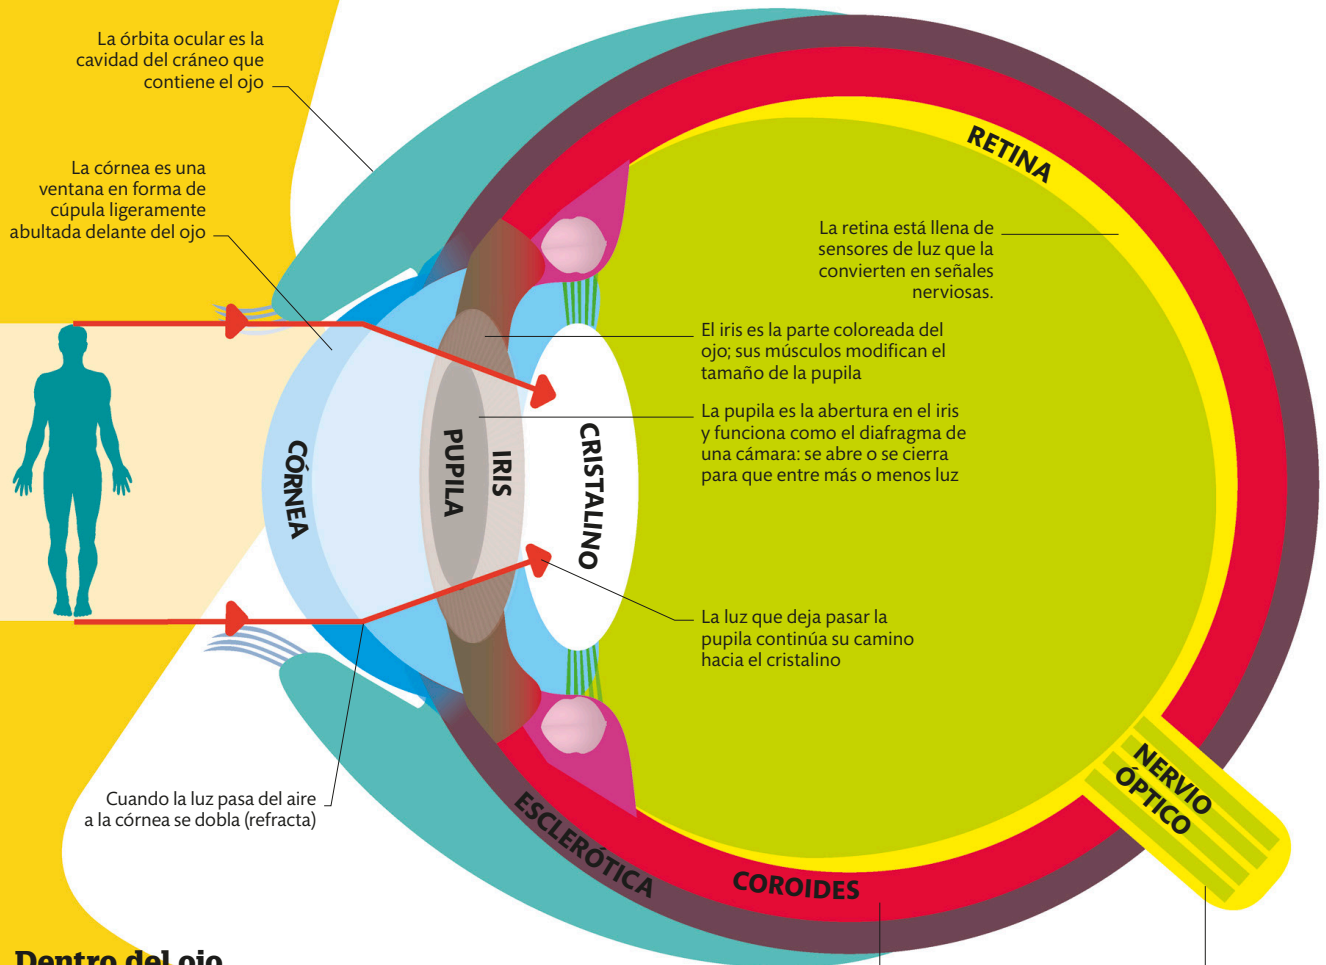 La órbita ocular es la
cavidad del cráneo que
contiene el ojo
La córnea es una
ventana en forma de
cúpula ligeramente
abultada delante del ojo
RETINA
La retina está llena de
sensores de luz que la
convierten en señales
nerviosas.
El iris es la parte coloreada del
ojo; sus músculos modifican el
tamaño de la pupila
La pupila es la abertura en el iris
y funciona como el diafragma de
una cámara: se abre o se cierra
para que entre más o menos luz
CÓRNEA
PUPILA
IRIS
CRISTALINO
La luz que deja pasar la
pupila continúa su camino
hacia el cristalino
Cuando la luz pasa del aire
a la córnea se dobla (refracta)
NERVIO
ÓPTICO
ESCLERÓTICA
COROIDES
Dentro del ojo